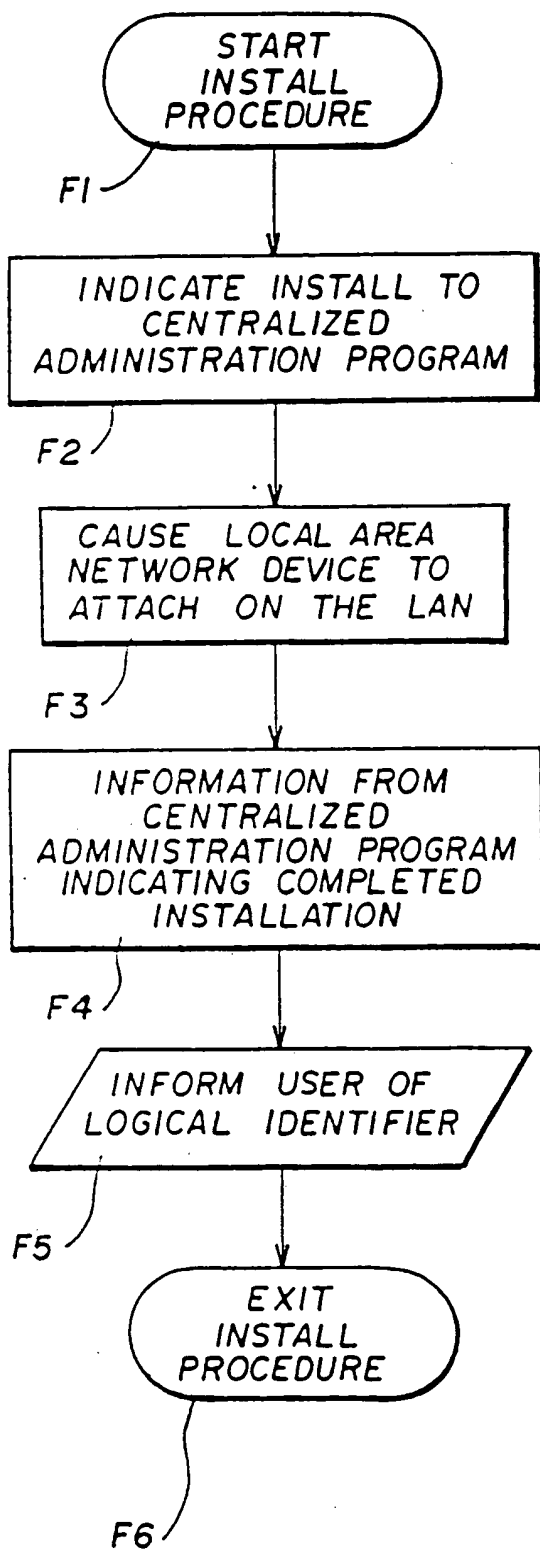 START
INSTALL
PROCEDURE
F1
INDICATE INSTALL TO
CENTRALIZED
ADMINISTRATION PROGRAM
F2
CAUSE LOCAL AREA
NETWORK DEVICE TO
ATTACH ON THE LAN
F3
INFORMATION FROM
CENTRALIZED
ADMINISTRATION PROGRAM
INDICATING COMPLETED
INSTALLATION
F4
INFORM USER OF
LOGICAL IDENTIFIER
F5
EXIT
INSTALL
PROCEDURE
F6